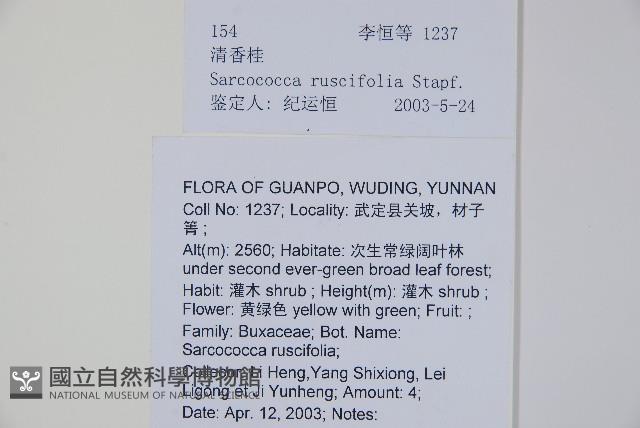 154 李恒等 1237
清香桂
Sarcococca ruscifolia Stapf.
鉴定人: 纪运恒 2003-5-24
FLORA OF GUANPO, WUDING, YUNNAN
Coll No: 1237; Locality: 武定县关坡，材子
箐 ;
Alt(m): 2560; Habitate: 次生常绿阔叶林
under second ever-green broad leaf forest;
Habit: 灌木 shrub ; Height(m): 灌木 shrub ;
Flower: 黄绿色 yellow with green; Fruit: ;
Family: Buxaceae; Bot. Name:
Sarcococca ruscifolia;
Li Heng,Yang Shixiong, Lei
Ligong et Ji Yunheng; Amount: 4;
Date: Apr. 12, 2003; Notes:
國立自然科學博物館
NATIONAL MUSEUM OF NATURAL SCIENCE